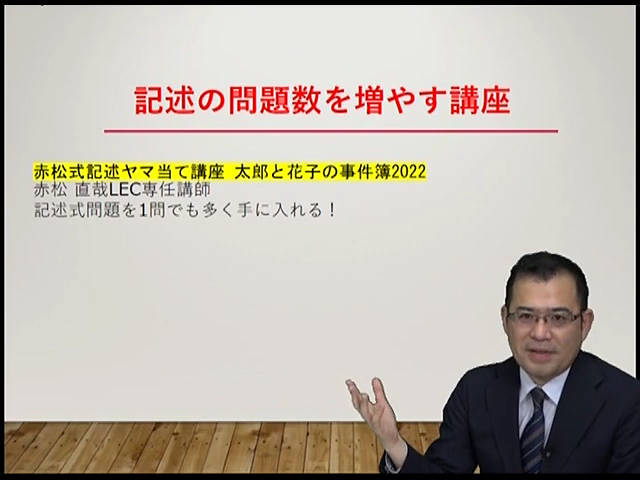 記述の問題数を増やす講座
赤松式記述ヤマ当て講座 太郎と花子の事件簿2022
赤松 直哉LEC専任講師
記述式問題を1問でも多く手に入れる！